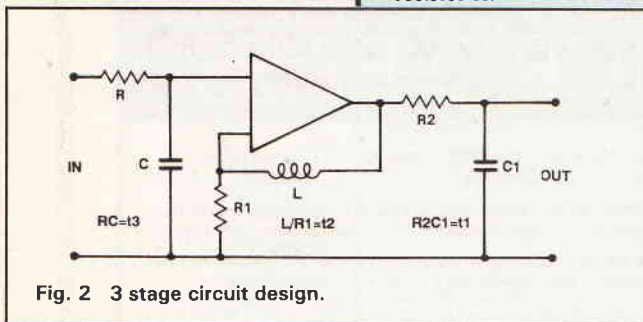 R
R2
IN
C
L
C1
OUT
R1
RC=t3
L/R1=t2
R2C1=t1
Fig. 2 3 stage circuit design.